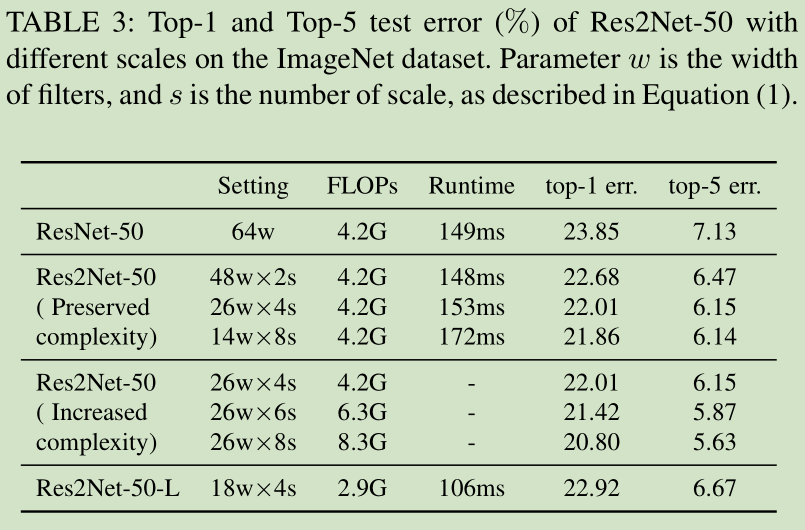 TABLE 3: Top-1 and Top-5 test error (%) of Res2Net-50 with
different scales on the ImageNet dataset. Parameter w is the width
of filters, and s is the number of scale, as described in Equation (1).
Setting FLOPs Runtime top-1 err. top-5 err.
ResNet-50 64w 4.2G 149ms 23.85 7.13
Res2Net-50 48w×2s 4.2G 148ms 22.68 6.47
( Preserved 26w×4s 4.2G 153ms 22.01 6.15
complexity) 14w×8s 4.2G 172ms 21.86 6.14
Res2Net-50 26w×4s 4.2G - 22.01 6.15
( Increased 26w×6s 6.3G - 21.42 5.87
complexity) 26w×8s 8.3G - 20.80 5.63
Res2Net-50-L 18w×4s 2.9G 106ms 22.92 6.67